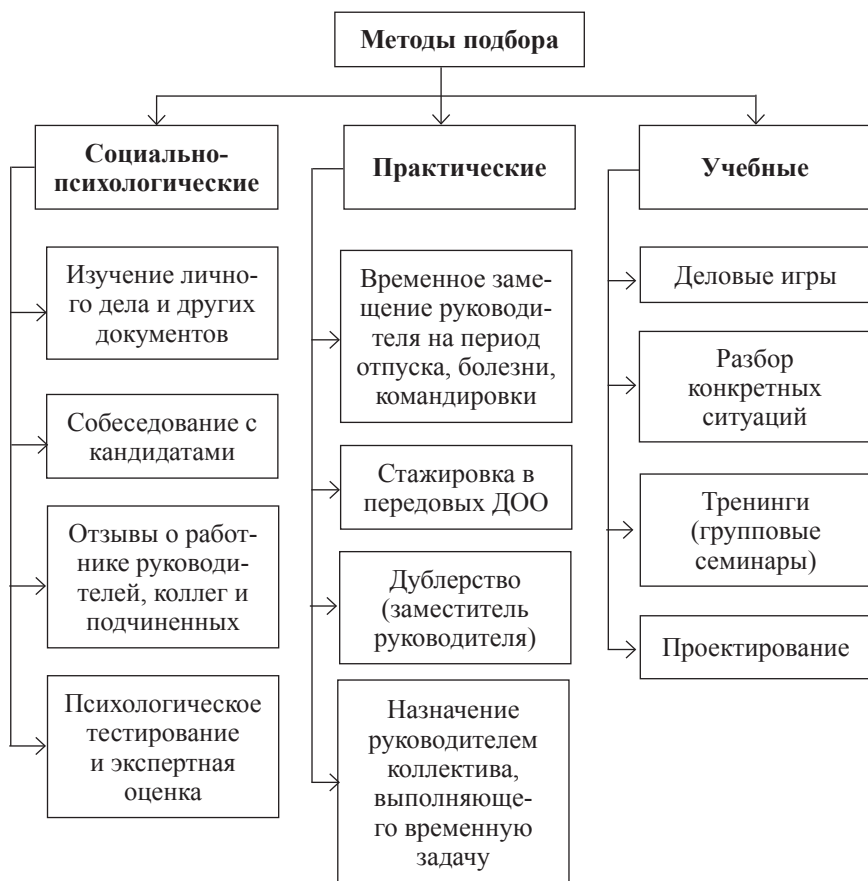 Методы подбора
Социально-
психологические
Изучение лично-
го дела и других
документов
Собеседование с
кандидатами
Отзывы о работ-
нике руководи-
телей, коллег и
подчиненных
Психологическое
тестирование
и экспертная
оценка
Практические
Временное заме-
щение руководи-
теля на период
отпуска, болезни,
командировки
Стажировка в
передовых ДОО
Дублерство
(заместитель
руководителя)
Назначение
руководителем
коллектива,
выполняюще-
го временную
задачу
Учебные
Деловые игры
Разбор
конкретных
ситуаций
Тренинги
(групповые
семинары)
Проектирование